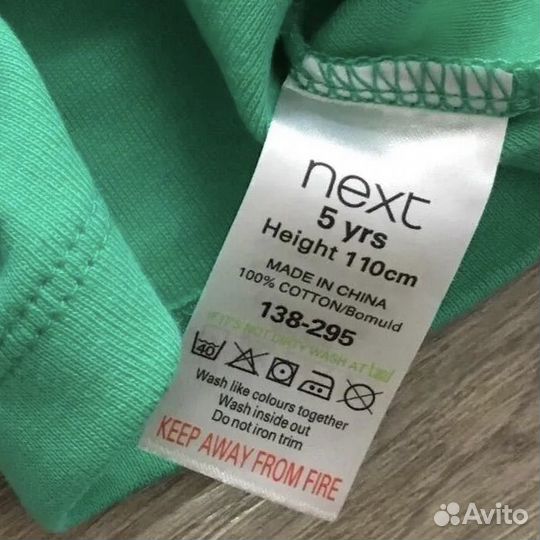 next
5 yrs
Height 110cm
MADE IN CHINA
100% COTTON/Bomuld
138-295
IF IT'S NOT DIRTY WASH AT
40
Wash like colours together
Wash inside out
Do not iron trim
KEEP AWAY FROM FIRE
Avito